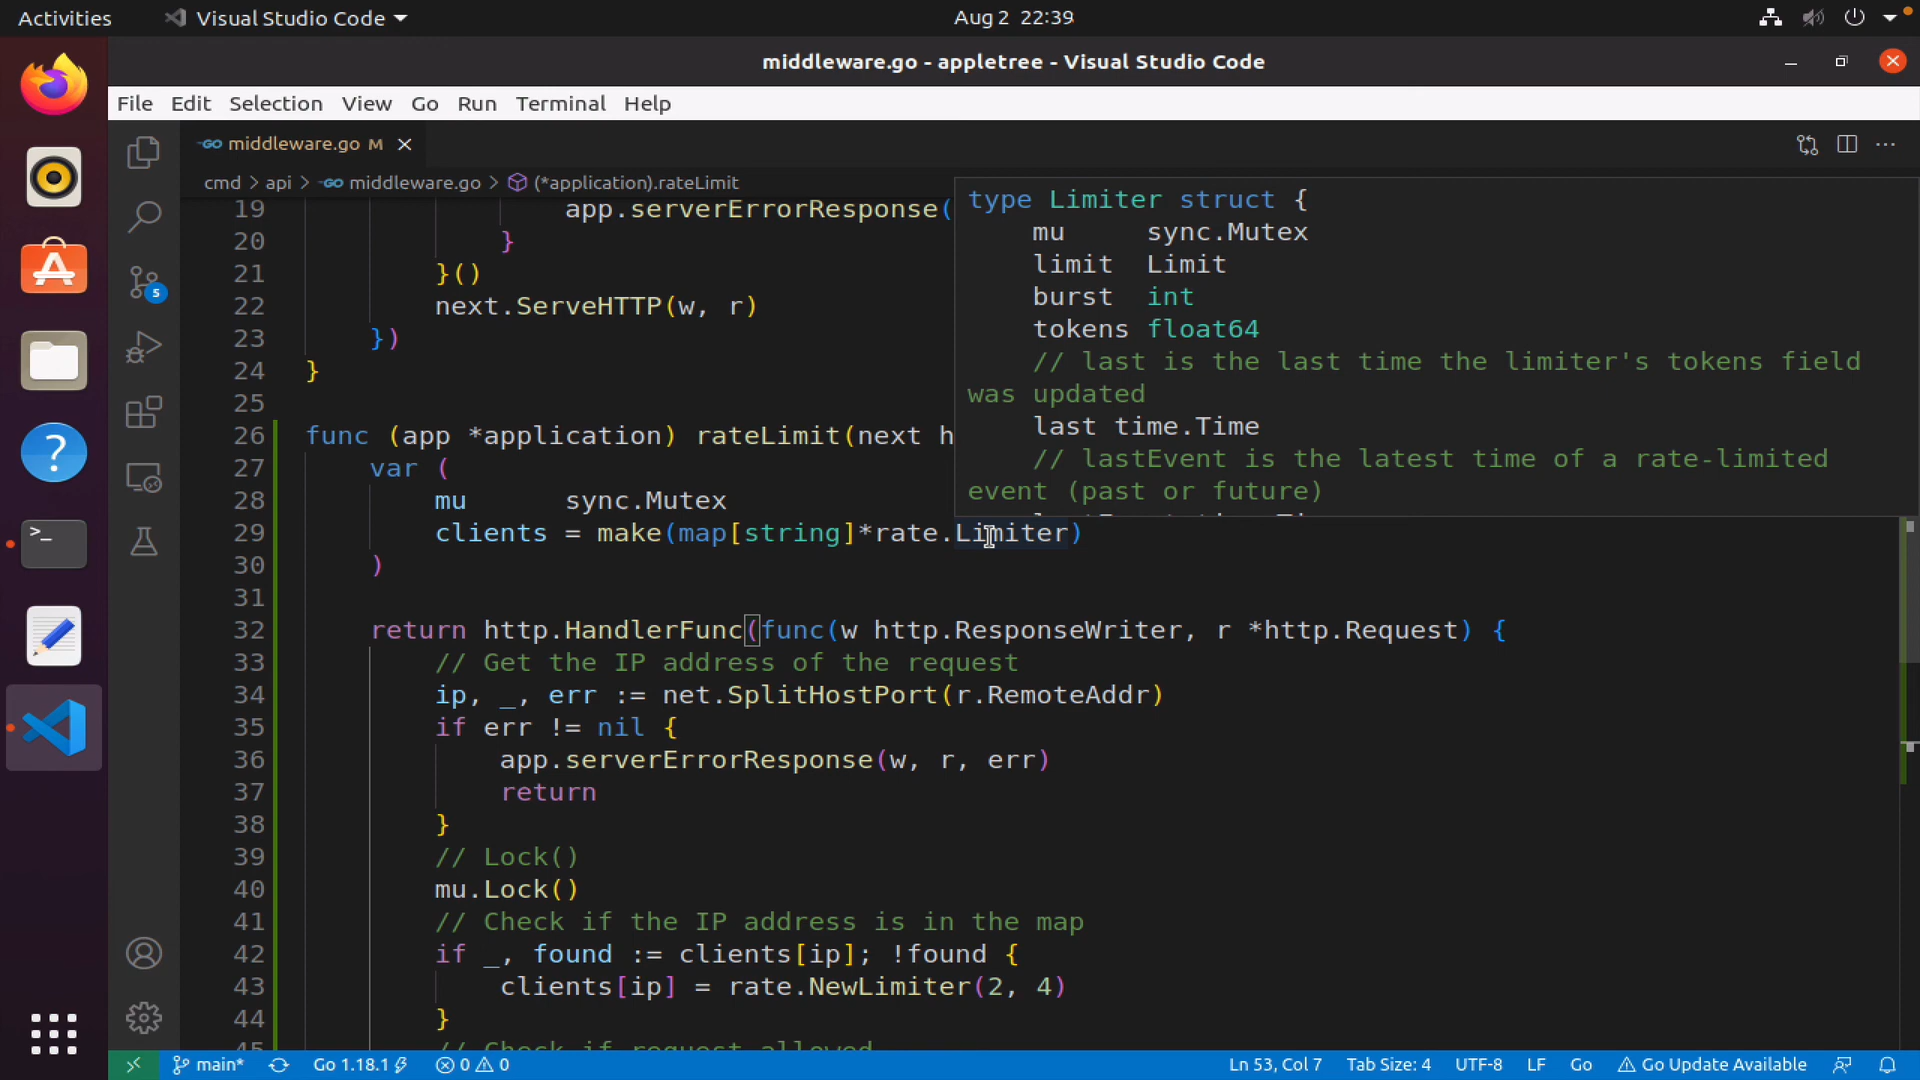 Activities
Visual Studio Code
Aug 2 22:39
middleware.go - appletree - Visual Studio Code
File Edit Selection View Go Run Terminal Help
middleware.go M
cmd > api > middleware.go > (*application).rateLimit
19 app.serverErrorResponse(
20 }
21 }()
22 next.ServeHTTP(w, r)
23 })
24 }
25
26 func (app *application) rateLimit(next h
27 var (
28 mu sync.Mutex
29 clients = make(map[string]*rate.Limiter)
30 )
31
32 return http.HandlerFunc(func(w http.ResponseWriter, r *http.Request) {
33 // Get the IP address of the request
34 ip, _, err := net.SplitHostPort(r.RemoteAddr)
35 if err != nil {
36 app.serverErrorResponse(w, r, err)
37 return
38 }
39 // Lock()
40 mu.Lock()
41 // Check if the IP address is in the map
42 if _, found := clients[ip]; !found {
43 clients[ip] = rate.NewLimiter(2, 4)
44 }
45 // Check if request allowed
type Limiter struct {
mu sync.Mutex
limit Limit
burst int
tokens float64
// last is the last time the limiter's tokens field
was updated
last time.Time
// lastEvent is the latest time of a rate-limited
event (past or future)
5
main* Go 1.18.1 0 0 Ln 53, Col 7 Tab Size: 4 UTF-8 LF Go Go Update Available